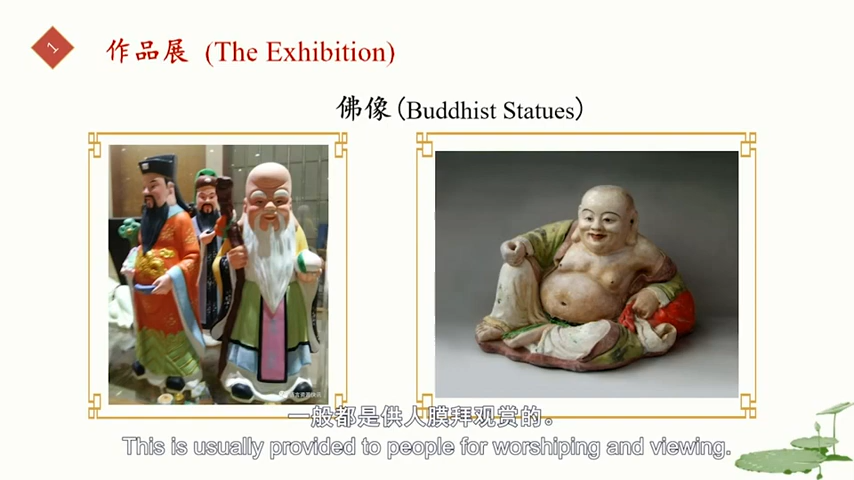 1
作品展 (The Exhibition)
佛像(Buddhist Statues)
一般都是供人膜拜观赏的。
This is usually provided to people for worshiping and viewing.